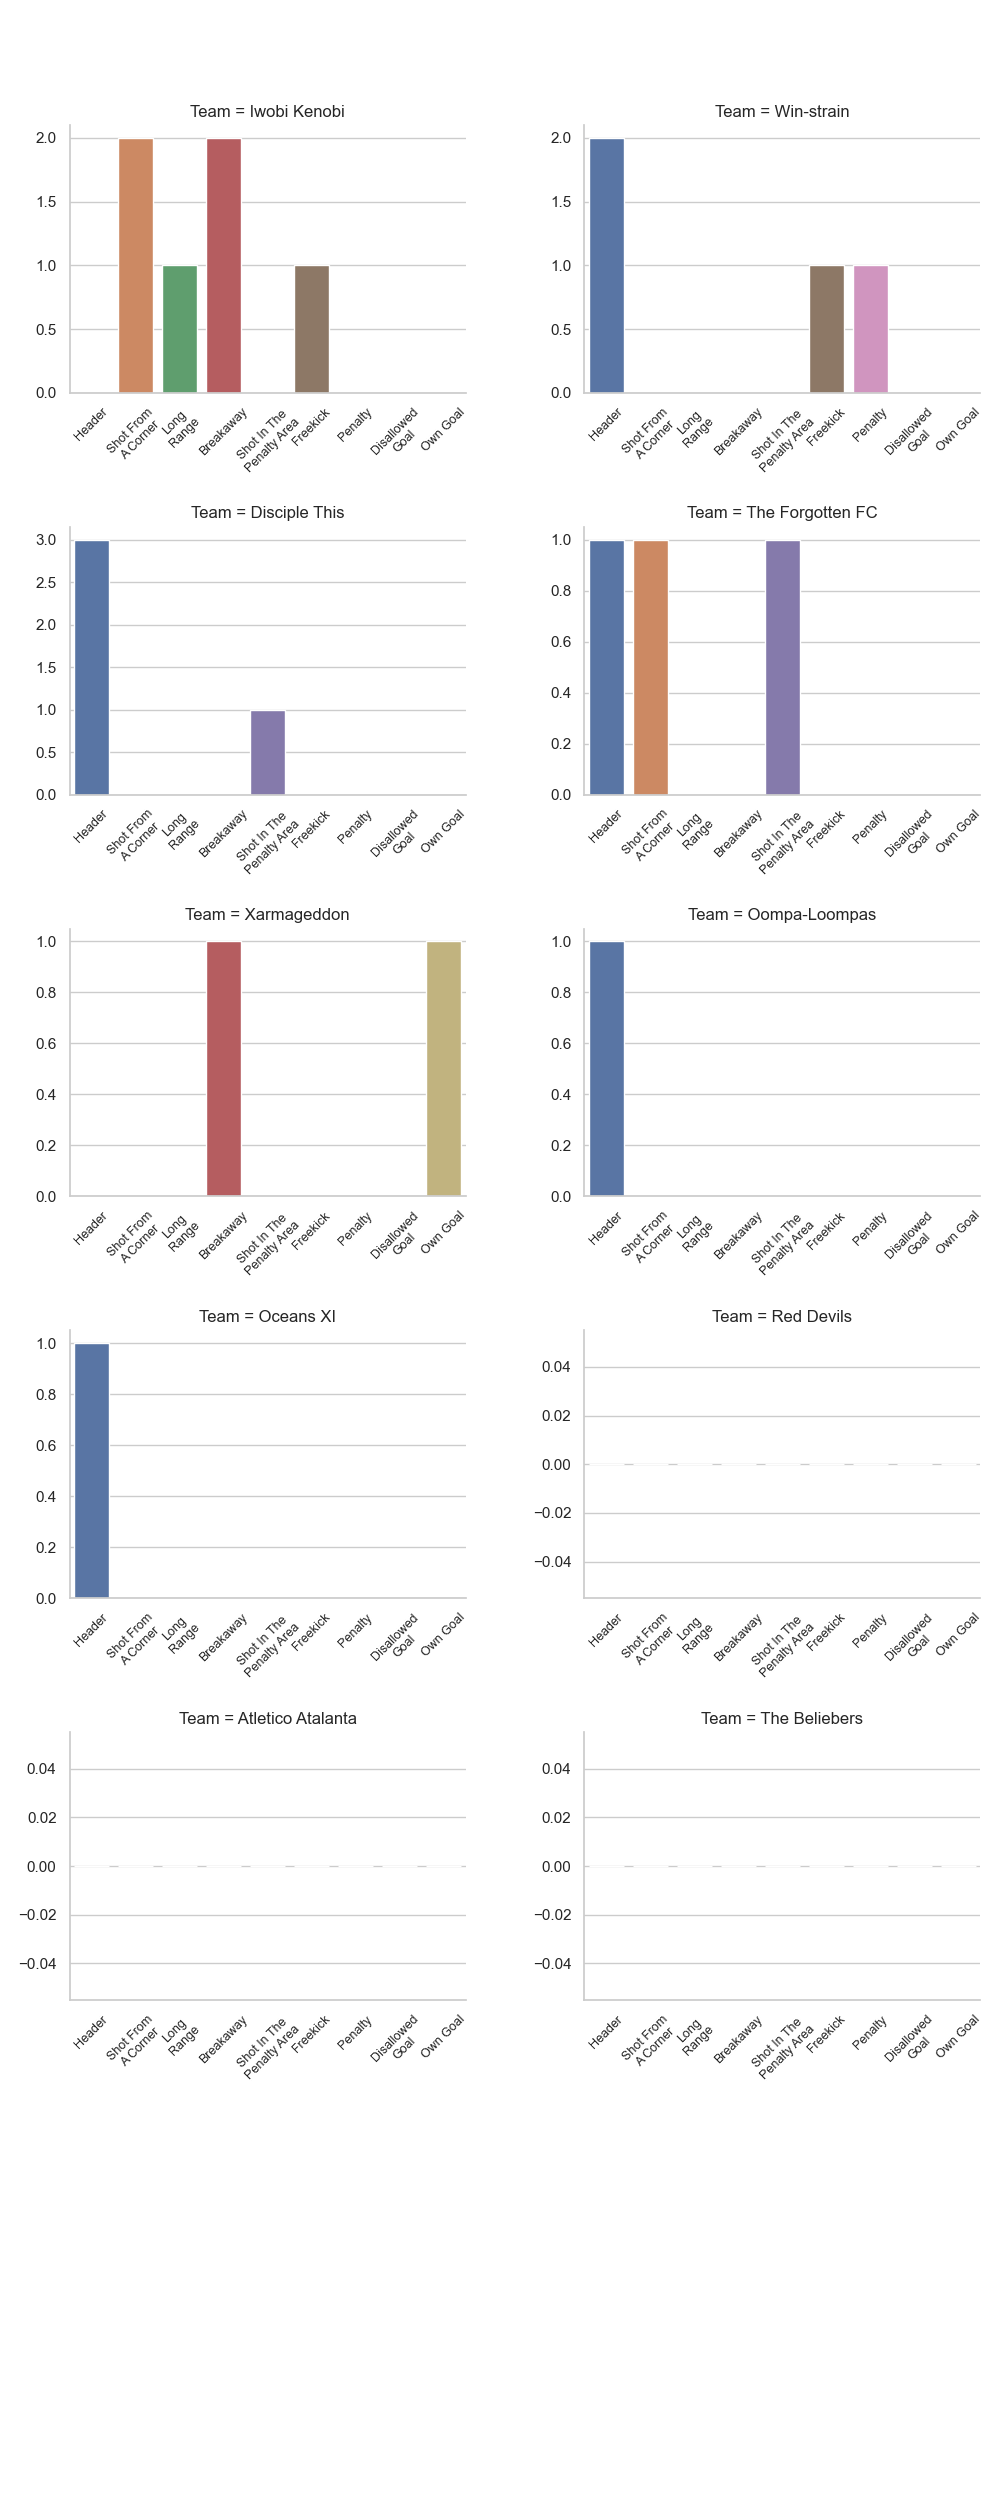 Team = Iwobi Kenobi
2.0
1.5
1.0
0.5
0.0
Header
Shot From
A Corner
Long
Range
Breakaway
Shot In The
Penalty Area
Freekick
Penalty
Disallowed
Goal
Own Goal
Team = Win-strain
2.0
1.5
1.0
0.5
0.0
Header
Shot From
A Corner
Long
Range
Breakaway
Shot In The
Penalty Area
Freekick
Penalty
Disallowed
Goal
Own Goal
Team = Disciple This
3.0
2.5
2.0
1.5
1.0
0.5
0.0
Header
Shot From
A Corner
Long
Range
Breakaway
Shot In The
Penalty Area
Freekick
Penalty
Disallowed
Goal
Own Goal
Team = The Forgotten FC
1.0
0.8
0.6
0.4
0.2
0.0
Header
Shot From
A Corner
Long
Range
Breakaway
Shot In The
Penalty Area
Freekick
Penalty
Disallowed
Goal
Own Goal
Team = Xarmageddon
1.0
0.8
0.6
0.4
0.2
0.0
Header
Shot From
A Corner
Long
Range
Breakaway
Shot In The
Penalty Area
Freekick
Penalty
Disallowed
Goal
Own Goal
Team = Oompa-Loompas
1.0
0.8
0.6
0.4
0.2
0.0
Header
Shot From
A Corner
Long
Range
Breakaway
Shot In The
Penalty Area
Freekick
Penalty
Disallowed
Goal
Own Goal
Team = Oceans XI
1.0
0.8
0.6
0.4
0.2
0.0
Header
Shot From
A Corner
Long
Range
Breakaway
Shot In The
Penalty Area
Freekick
Penalty
Disallowed
Goal
Own Goal
Team = Red Devils
0.04
0.02
0.00
−0.02
−0.04
Header
Shot From
A Corner
Long
Range
Breakaway
Shot In The
Penalty Area
Freekick
Penalty
Disallowed
Goal
Own Goal
Team = Atletico Atalanta
0.04
0.02
0.00
−0.02
−0.04
Header
Shot From
A Corner
Long
Range
Breakaway
Shot In The
Penalty Area
Freekick
Penalty
Disallowed
Goal
Own Goal
Team = The Beliebers
0.04
0.02
0.00
−0.02
−0.04
Header
Shot From
A Corner
Long
Range
Breakaway
Shot In The
Penalty Area
Freekick
Penalty
Disallowed
Goal
Own Goal